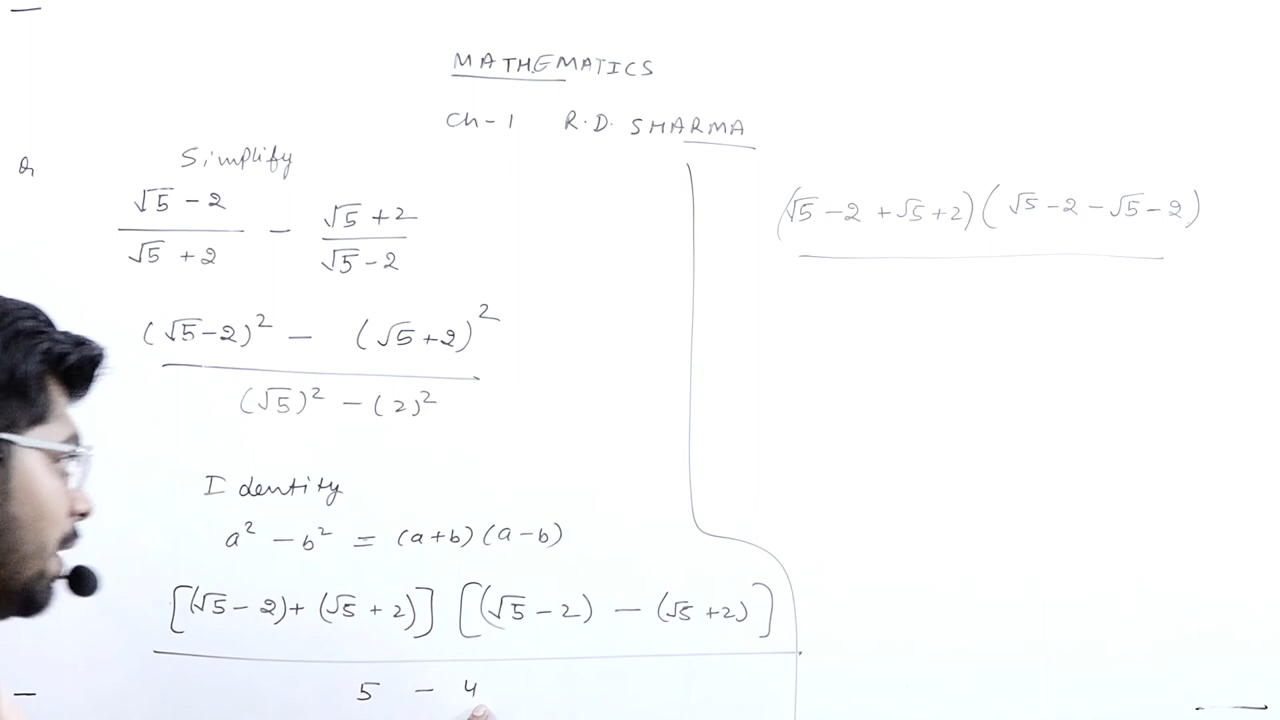 MATHEMATICS
Ch-1 R.D. SHARMA
Q Simplify
√5 - 2 / √5 + 2 - √5 + 2 / √5 - 2
(√5-2)² - (√5+2)²
(√5)² - (2)²
Identity
a² - b² = (a+b)(a-b)
[(√5-2)+(√5+2)] [(√5-2) - (√5+2)]
5 - 4
(√5-2+√5+2)(√5-2-√5-2)